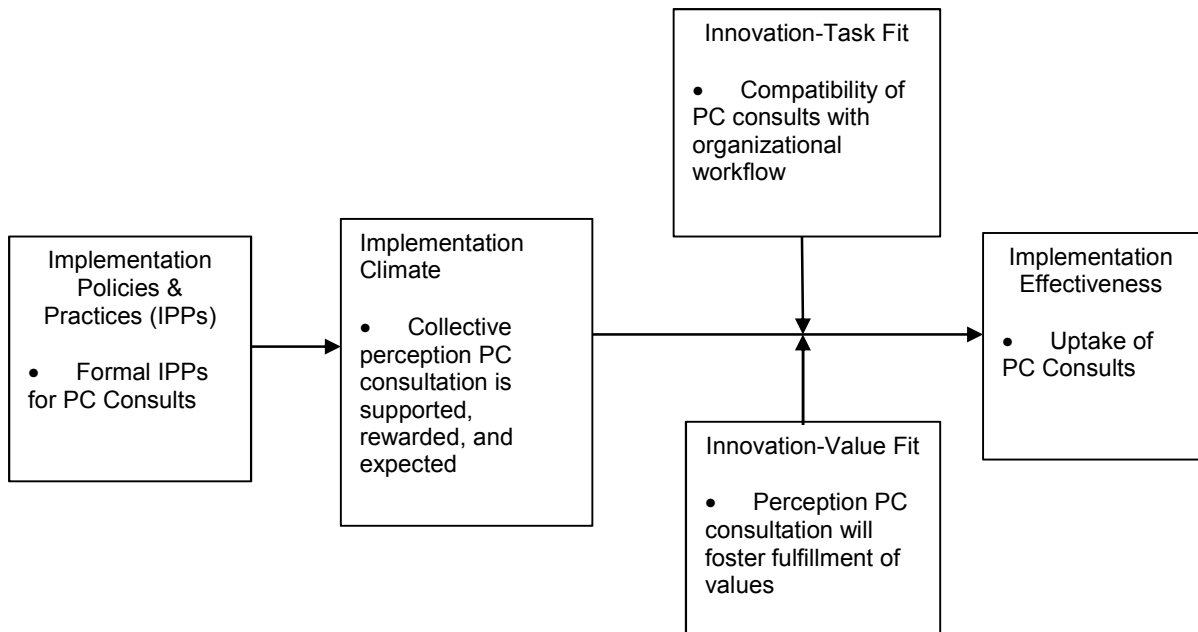 Implementation
Policies &
Practices (IPPs)
• Formal IPPs
for PC Consults
Implementation
Climate
• Collective
perception PC
consultation is
supported,
rewarded, and
expected
Innovation-Task Fit
• Compatibility of
PC consults with
organizational
workflow
Innovation-Value Fit
• Perception PC
consultation will
foster fulfillment of
values
Implementation
Effectiveness
• Uptake of
PC Consults